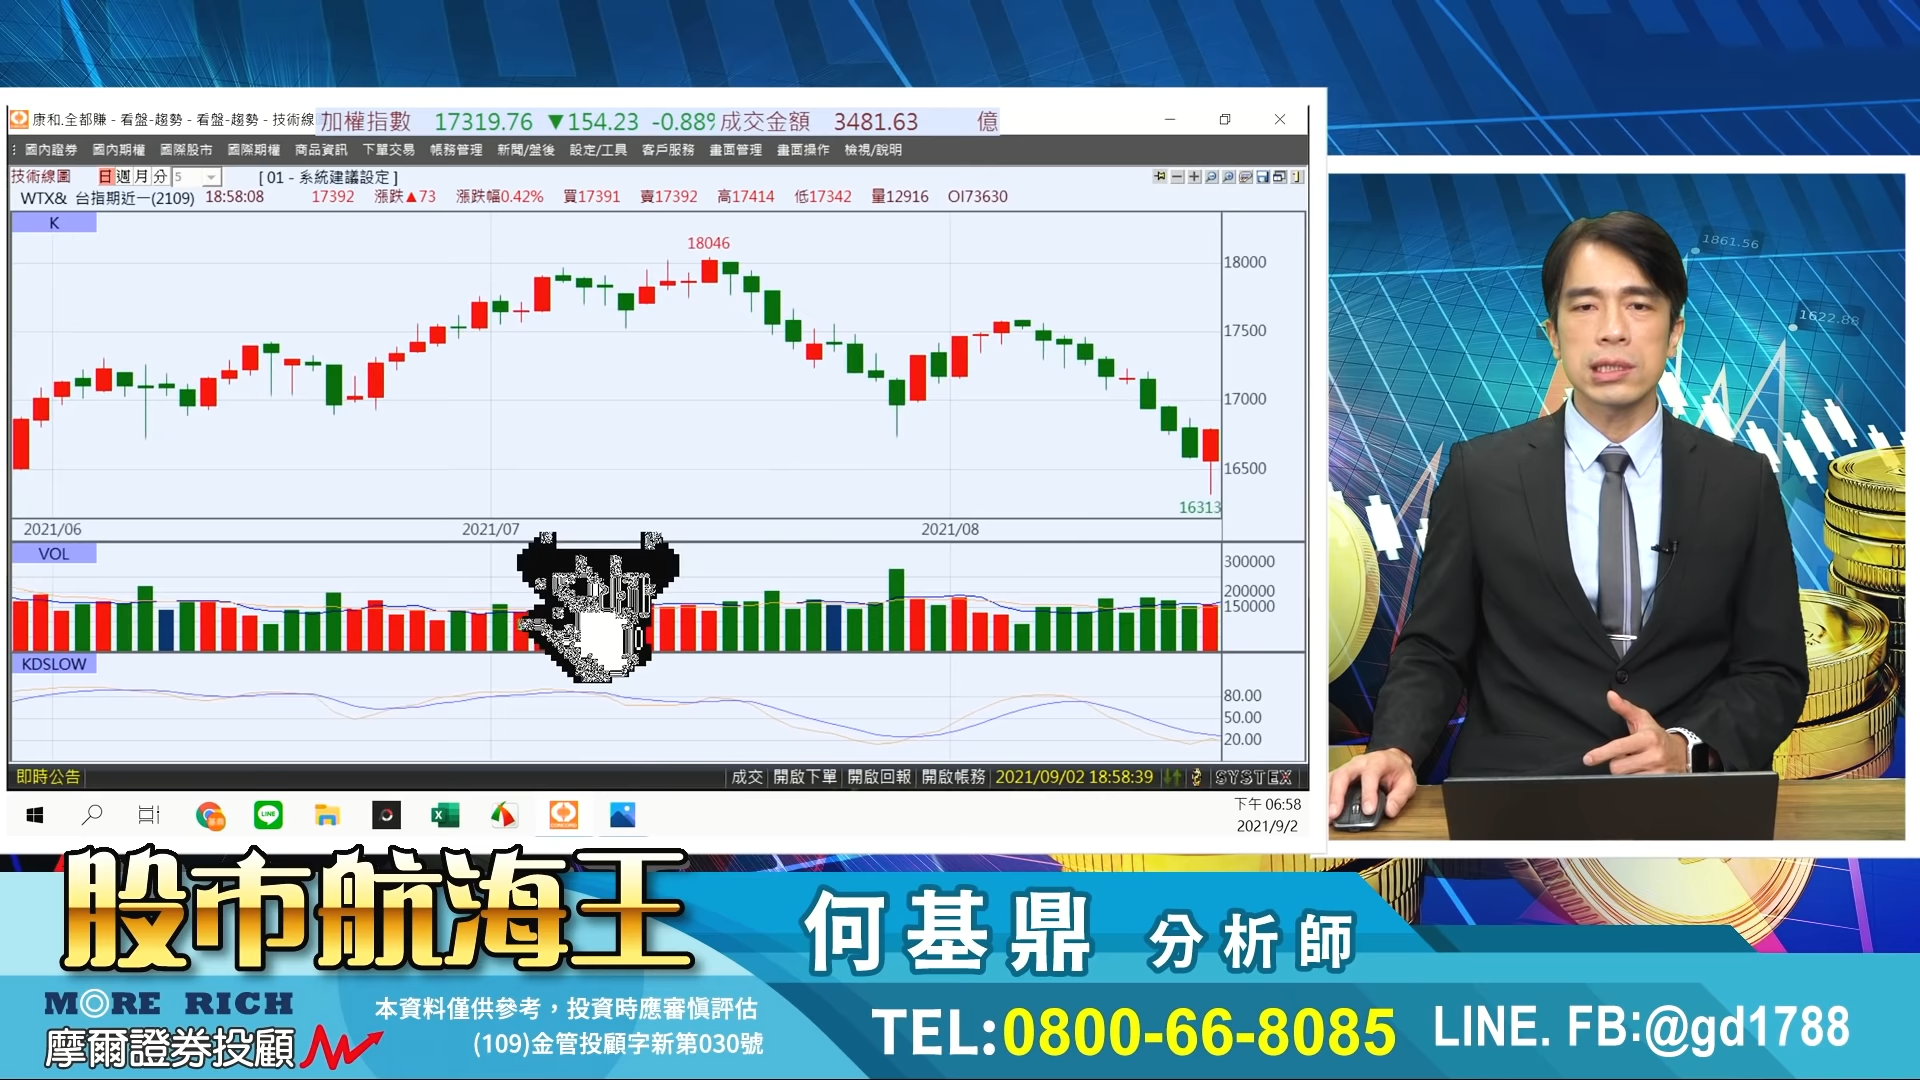 1861.56
1622.88
康和.全都賺 - 看盤-趨勢 - 看盤-趨勢 - 技術線
加權指數 17319.76 ▼154.23 -0.889 成交金額 3481.63 億
國內證券 國內期權 國際股市 國際期權 商品資訊 下單交易 帳務管理 新聞/盤後 設定/工具 客戶服務 畫面管理 畫面操作 檢視/說明
技術線圖 日 週 月 分 5 [ 01 - 系統建議設定 ]
WTX& 台指期近一(2109) 18:58:08 17392 漲跌▲73 漲跌幅0.42% 買17391 賣17392 高17414 低17342 量12916 OI73630
K
18046
18000
17500
17000
16500
16313
2021/06 2021/07 2021/08
VOL
300000
200000
150000
KDSLOW
80.00
50.00
20.00
即時公告 成交 開啟下單 開啟回報 開啟帳務 2021/09/02 18:58:39 SYSTEX
下午 06:58
2021/9/2
股市航海王
何基鼎 分析師
MORE RICH
摩爾證券投顧
本資料僅供參考，投資時應審慎評估
(109)金管投顧字新第030號
TEL:0800-66-8085
LINE. FB:@gd1788